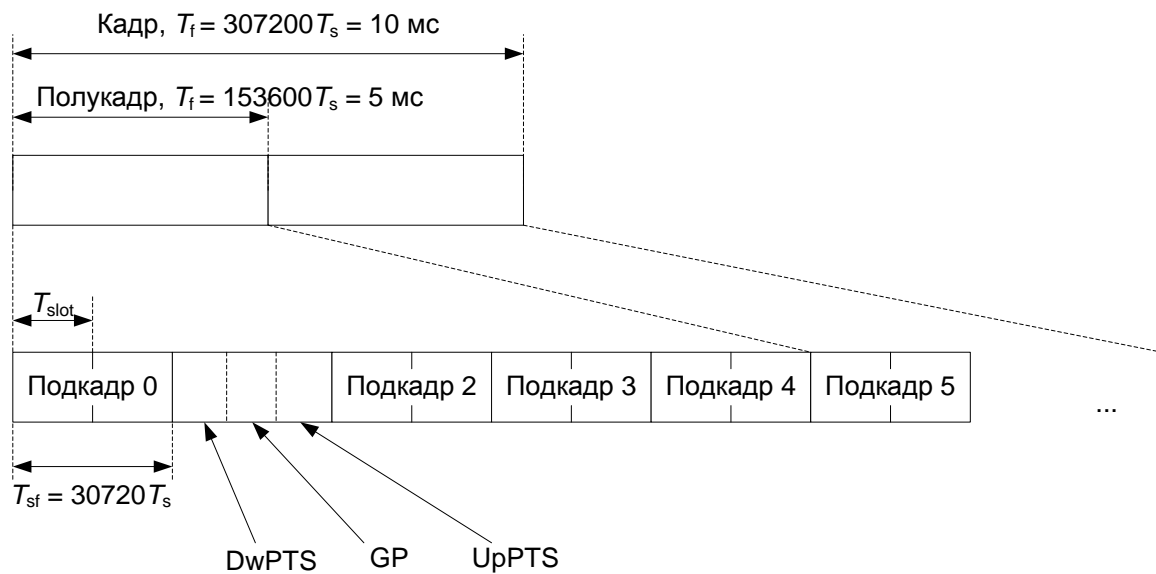 Кадр, Tf = 307200Ts = 10 мс
Полукадр, Tf = 153600Ts = 5 мс
Tslot
Подкадр 0
Подкадр 2
Подкадр 3
Подкадр 4
Подкадр 5
...
Tsf = 30720Ts
DwPTS
GP
UpPTS